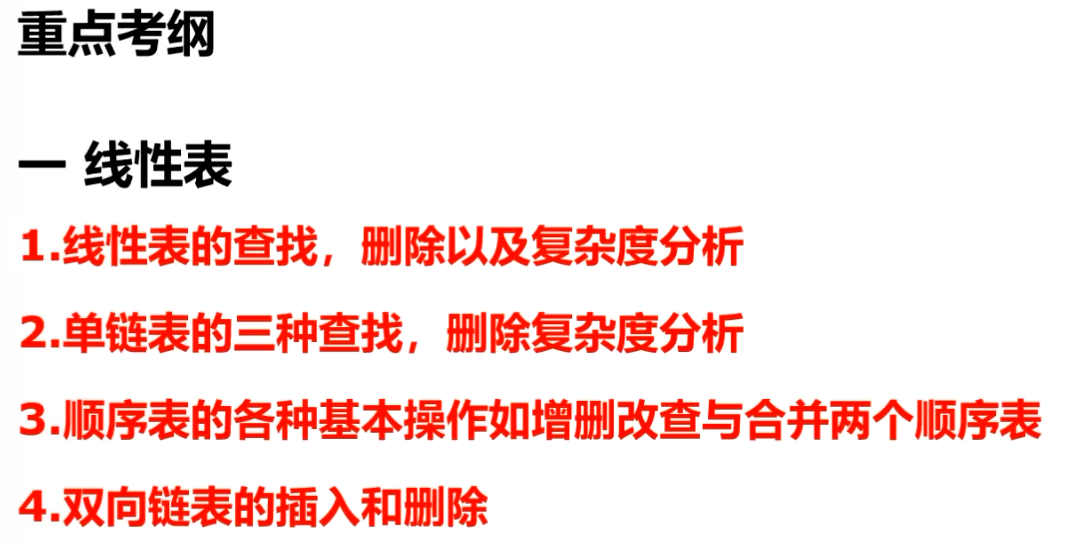 重点考纲
一 线性表
1.线性表的查找，删除以及复杂度分析
2.单链表的三种查找，删除复杂度分析
3.顺序表的各种基本操作如增删改查与合并两个顺序表
4.双向链表的插入和删除